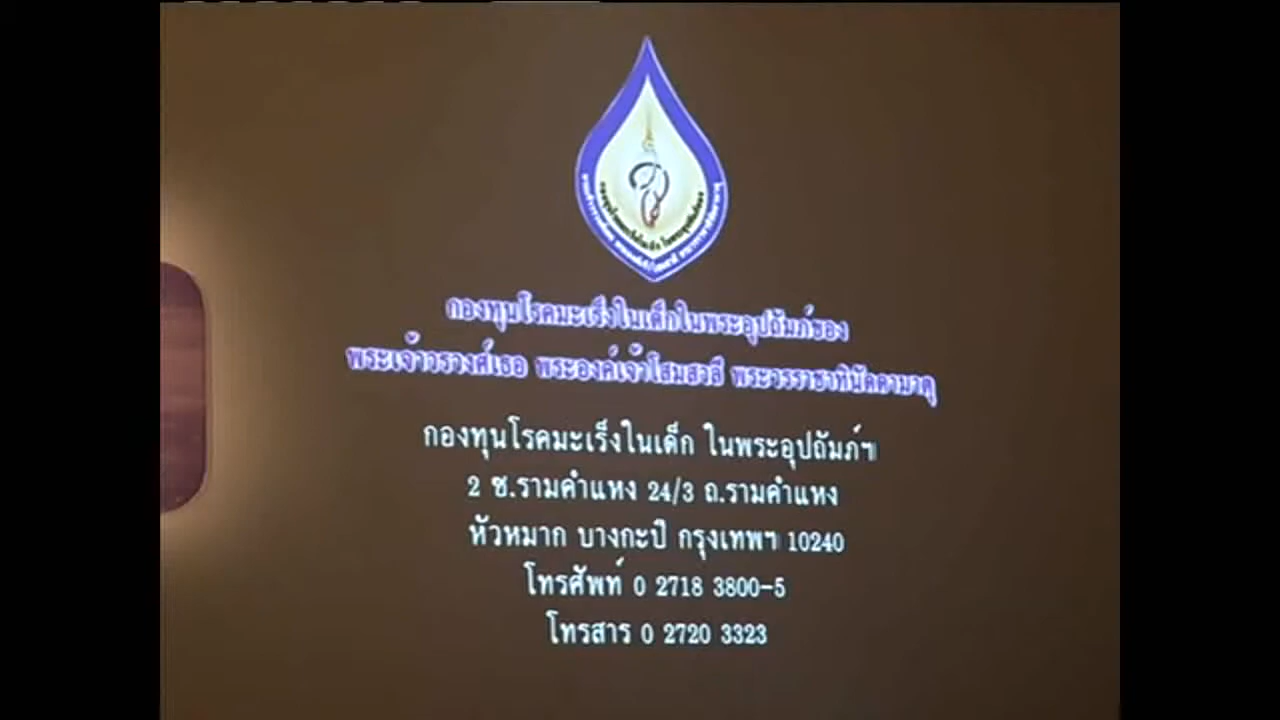 กองทุนโรคมะเร็งในเด็กในพระอุปถัมภ์ของ
พระเจ้าวรวงศ์เธอ พระองค์เจ้าโสมสวลี พระวรราชาทินัดดามาตุ
กองทุนโรคมะเร็งในเด็ก ในพระอุปถัมภ์ฯ
2 ซ.รามคำแหง 24/3 ถ.รามคำแหง
หัวหมาก บางกะปี กรุงเทพฯ 10240
โทรศัพท์ 0 2718 3800-5
โทรสาร 0 2720 3323